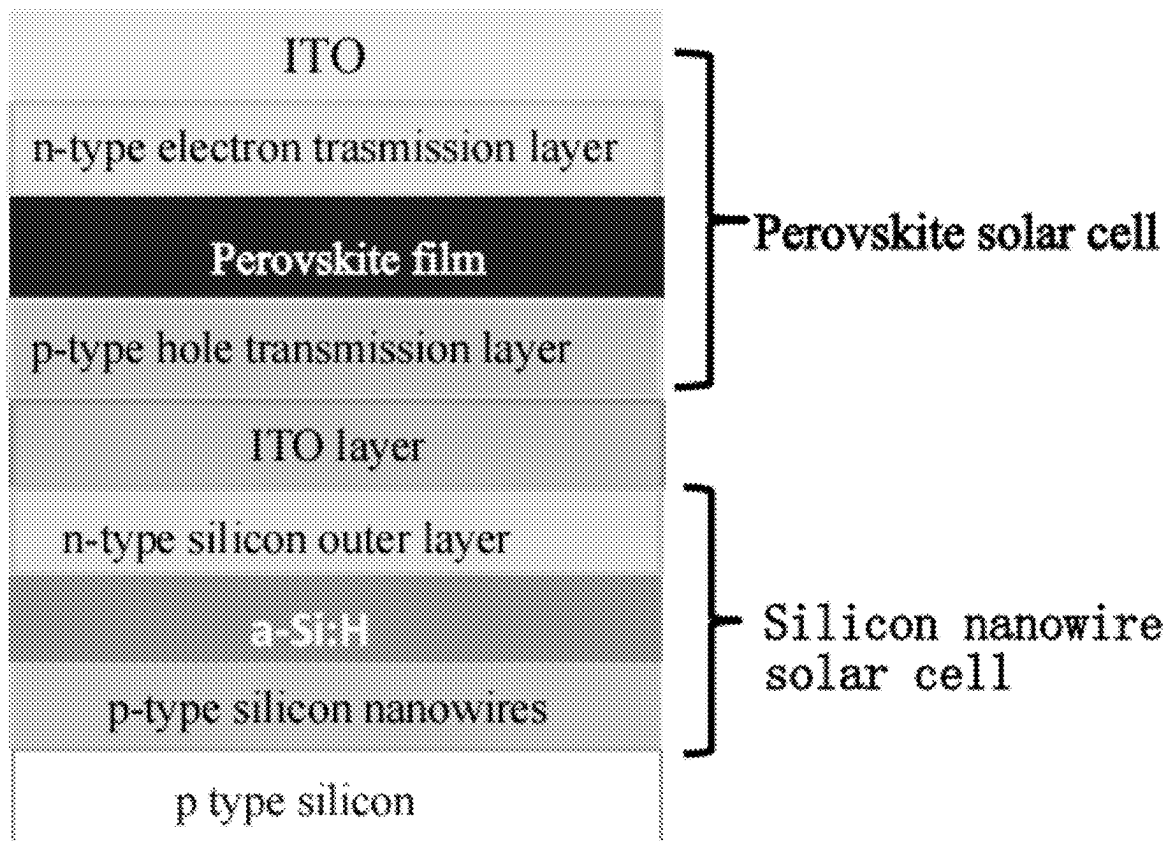 ITO
n-type electron trasmission layer
Perovskite film
p-type hole transmission layer
ITO layer
n-type silicon outer layer
a-Si:H
p-type silicon nanowires
p type silicon
Perovskite solar cell
Silicon nanowire
solar cell